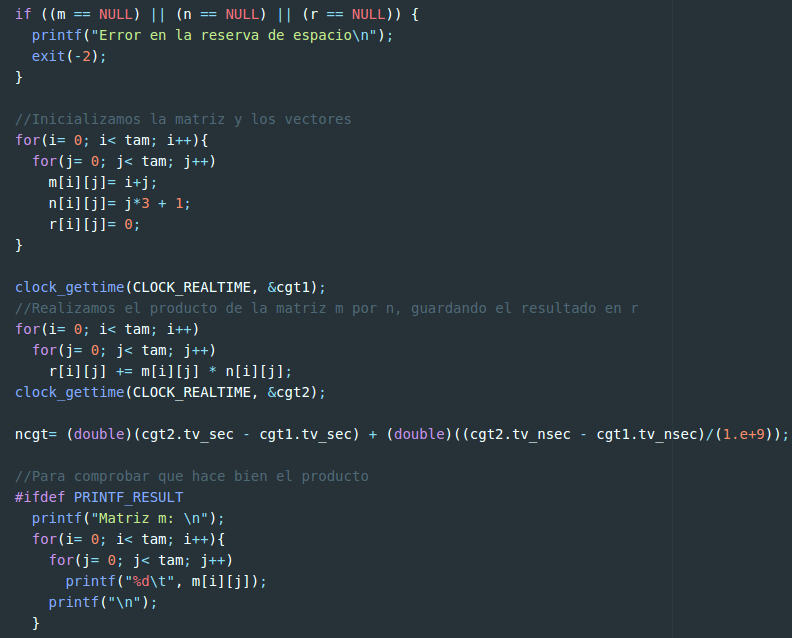 if ((m == NULL) || (n == NULL) || (r == NULL)) {
  printf("Error en la reserva de espacio\n");
  exit(-2);
}

//Inicializamos la matriz y los vectores
for(i= 0; i< tam; i++){
  for(j= 0; j< tam; j++)
    m[i][j]= i+j;
    n[i][j]= j*3 + 1;
    r[i][j]= 0;
}

clock_gettime(CLOCK_REALTIME, &cgt1);
//Realizamos el producto de la matriz m por n, guardando el resultado en r
for(i= 0; i< tam; i++)
  for(j= 0; j< tam; j++)
    r[i][j] += m[i][j] * n[i][j];
clock_gettime(CLOCK_REALTIME, &cgt2);

ncgt= (double)(cgt2.tv_sec - cgt1.tv_sec) + (double)((cgt2.tv_nsec - cgt1.tv_nsec)/(1.e+9));

//Para comprobar que hace bien el producto
#ifdef PRINTF_RESULT
  printf("Matriz m: \n");
  for(i= 0; i< tam; i++){
    for(j= 0; j< tam; j++)
      printf("%d\t", m[i][j]);
    printf("\n");
  }